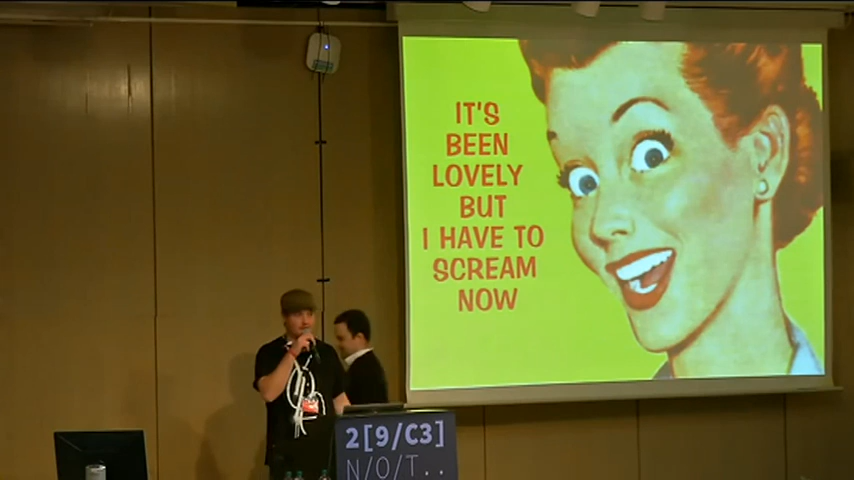 IT'S
BEEN
LOVELY
BUT
I HAVE TO
SCREAM
NOW
2[9/C3]
N/O/T..